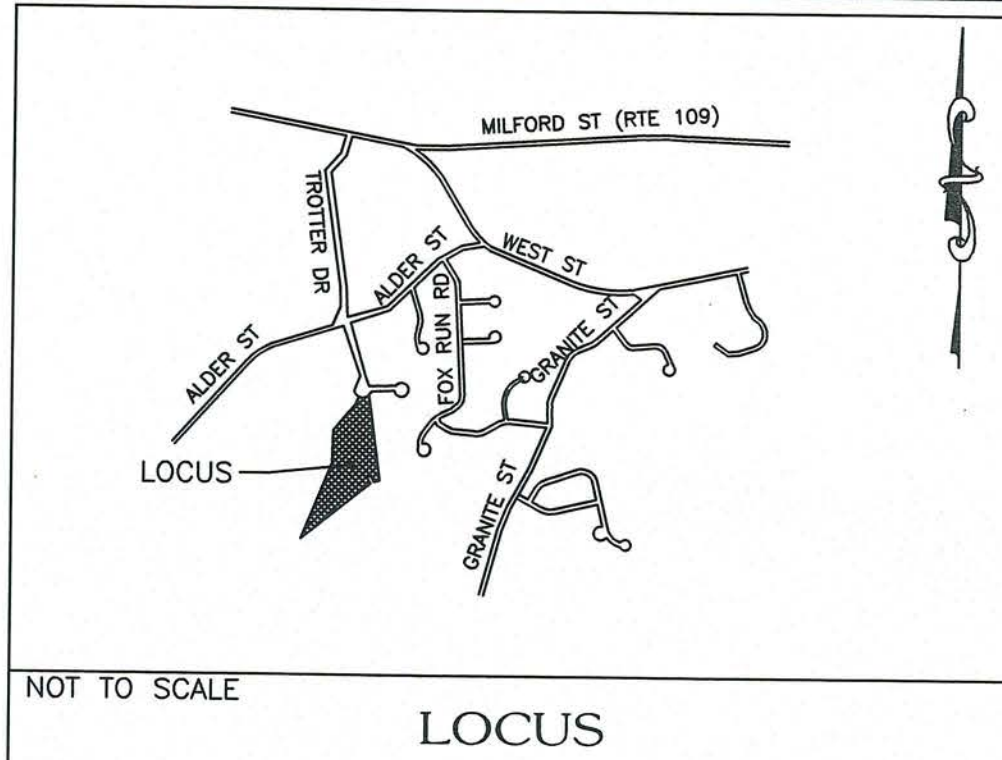 MILFORD ST (RTE 109)
TROTTER DR
ALDER ST
WEST ST
ALDER ST
FOX RUN RD
GRANITE ST
LOCUS
GRANITE ST
NOT TO SCALE
LOCUS